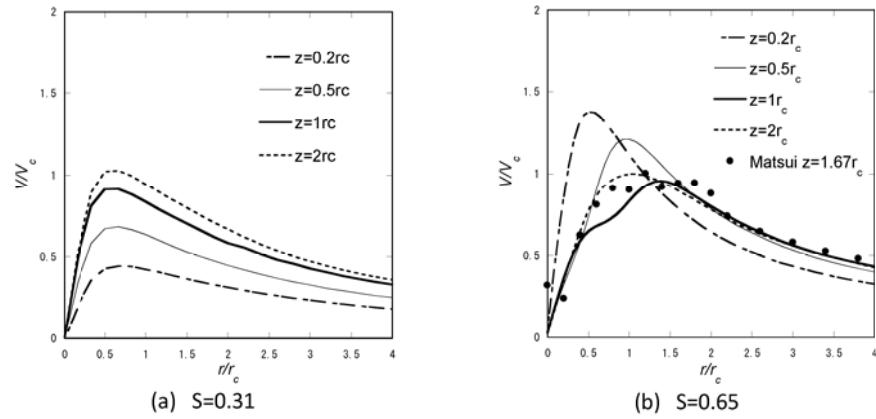 2
1.5
1
0.5
0
V/Vc
z=0.2rc
z=0.5rc
z=1rc
z=2rc
0 0.5 1 1.5 2 2.5 3 3.5 4
r/rc
(a) S=0.31
2
1.5
1
0.5
0
V/Vc
z=0.2rc
z=0.5rc
z=1rc
z=2rc
Matsui z=1.67rc
0 0.5 1 1.5 2 2.5 3 3.5 4
r/rc
(b) S=0.65